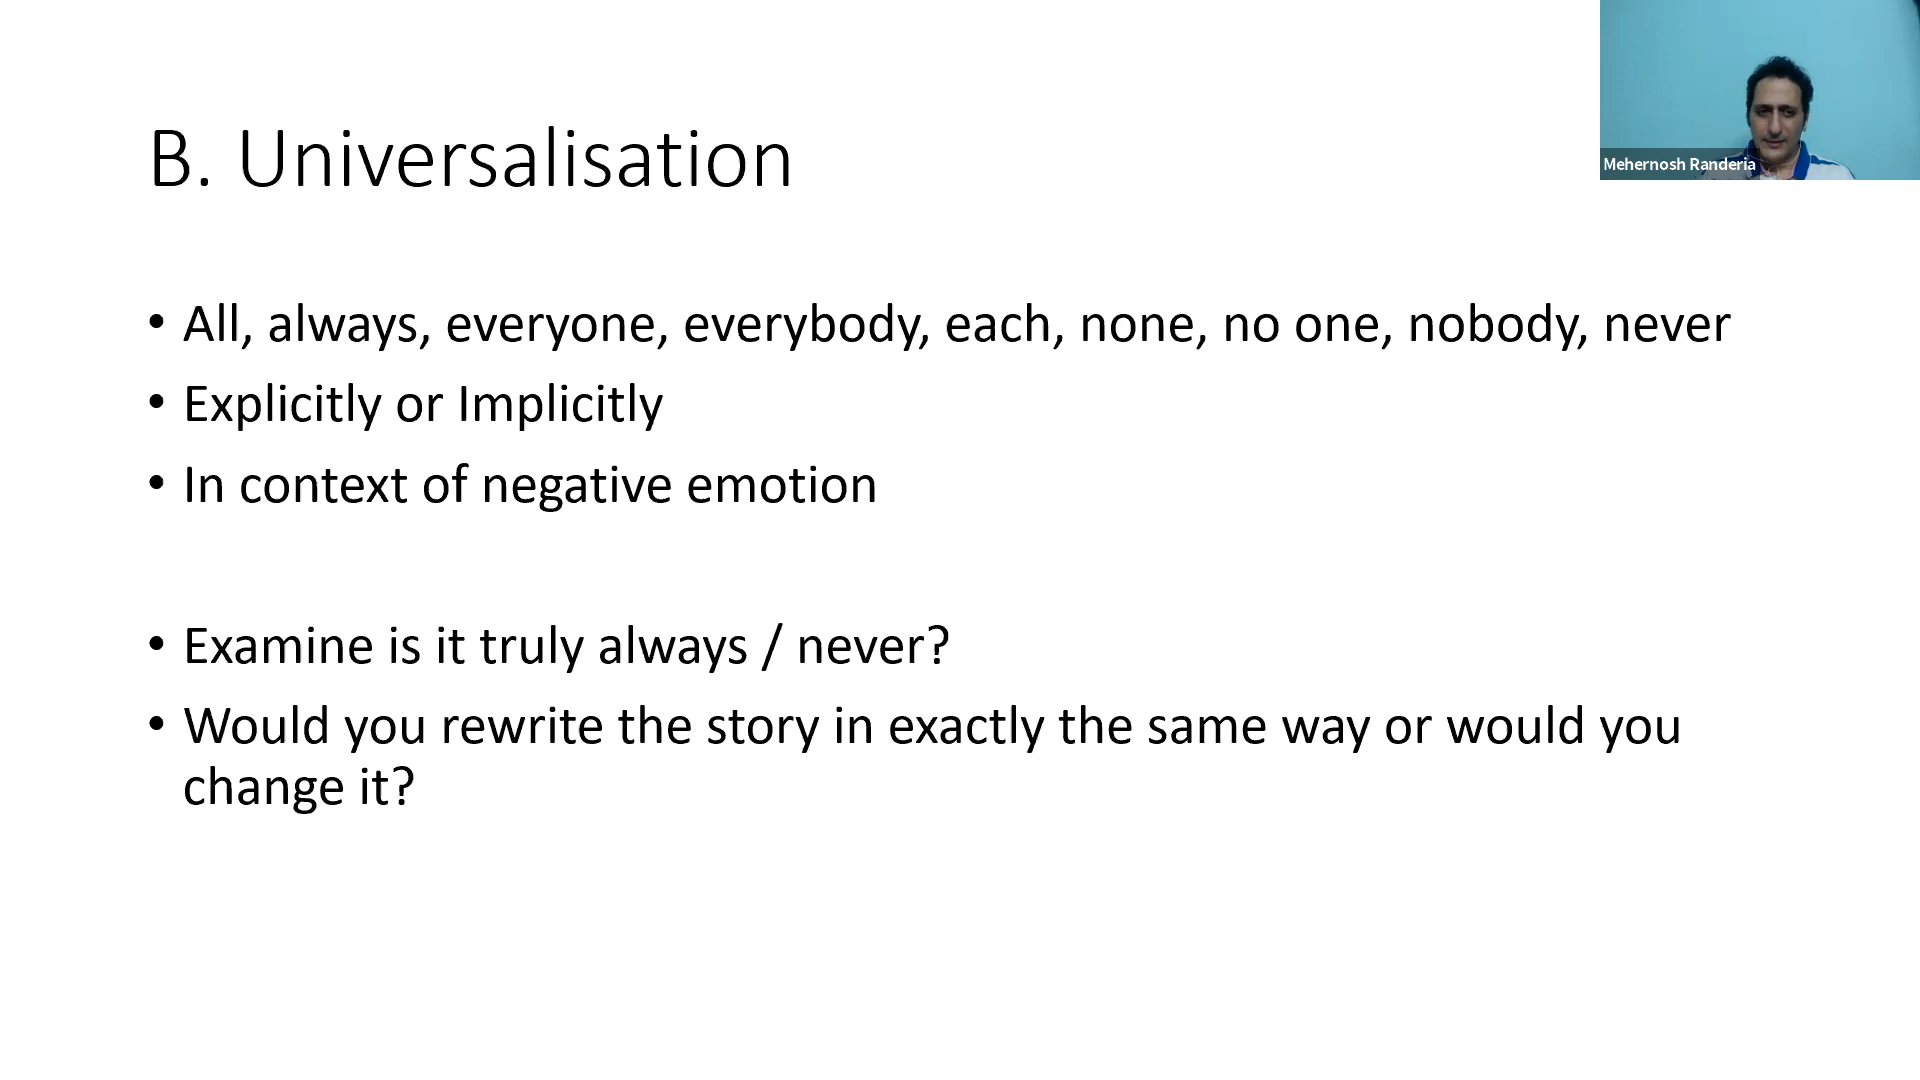 B. Universalisation
Mehernosh Randeria
• All, always, everyone, everybody, each, none, no one, nobody, never
• Explicitly or Implicitly
• In context of negative emotion
• Examine is it truly always / never?
• Would you rewrite the story in exactly the same way or would you
change it?